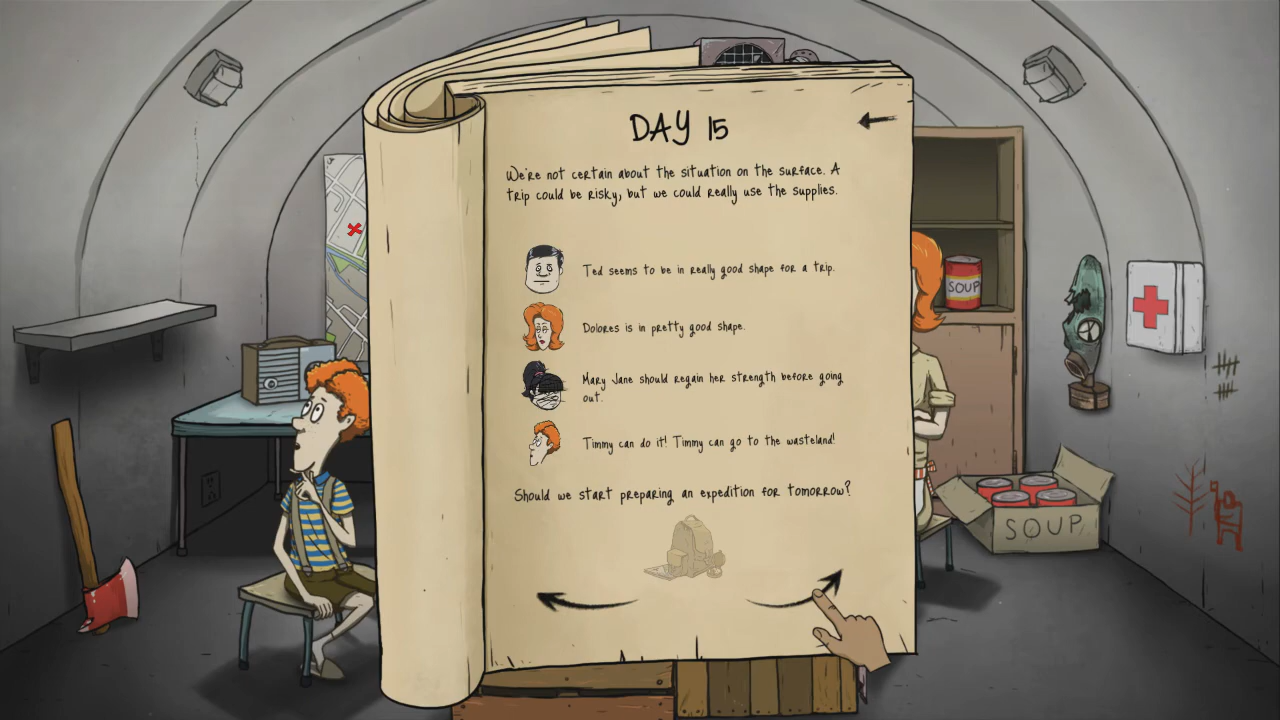 DAY 15
We're not certain about the situation on the surface. A
trip could be risky, but we could really use the supplies.
Ted seems to be in really good shape for a trip.
Dolores is in pretty good shape.
Mary Jane should regain her strength before going
out.
Timmy can do it! Timmy can go to the wasteland!
Should we start preparing an expedition for tomorrow?
SOUP
SOUP